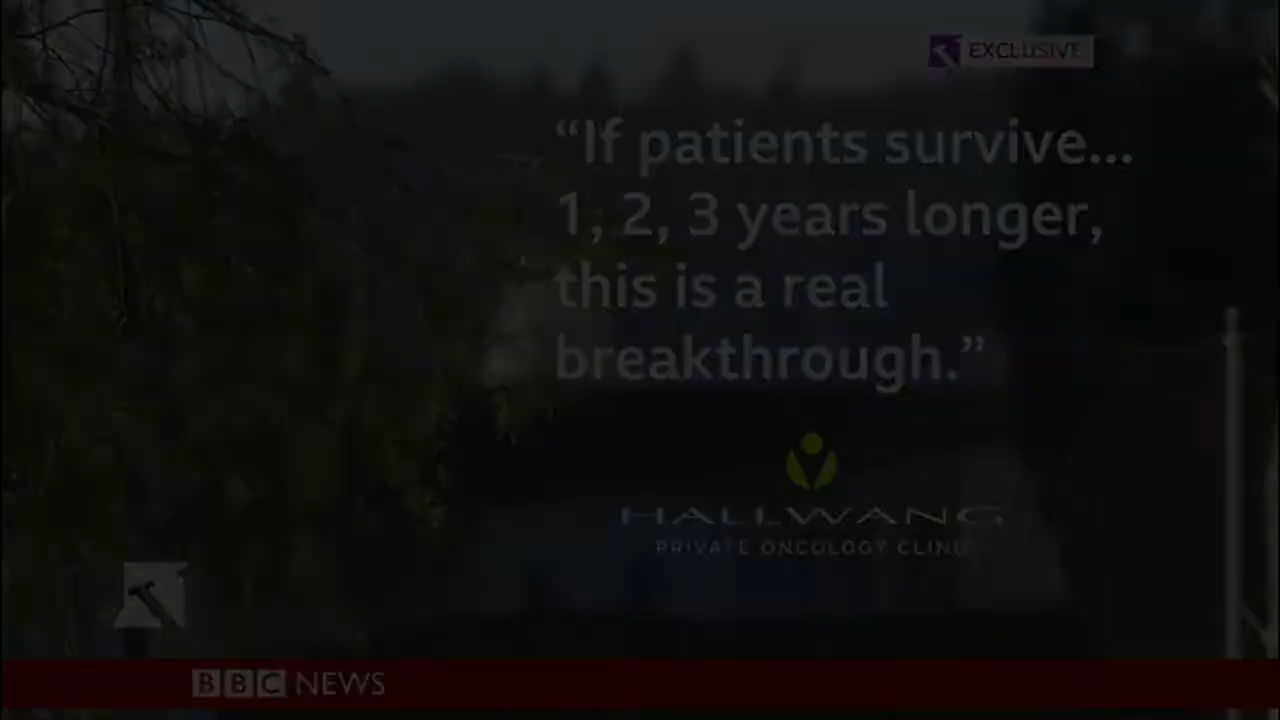 EXCLUSIVE
“If patients survive...
1, 2, 3 years longer,
this is a real
breakthrough.”
HALLWANG
PRIVATE ONCOLOGY CLINIC
BBC NEWS